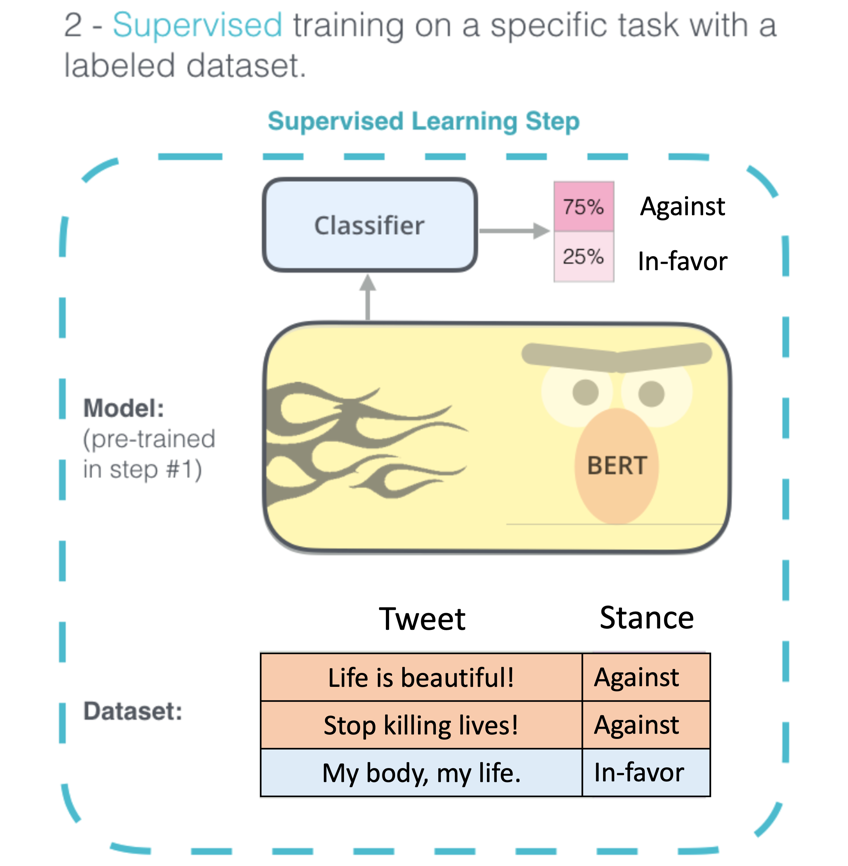 2 - Supervised training on a specific task with a
labeled dataset.
Supervised Learning Step
Classifier
75% Against
25% In-favor
Model:
(pre-trained
in step #1)
BERT
Tweet Stance
Dataset:
Life is beautiful! Against
Stop killing lives! Against
My body, my life. In-favor